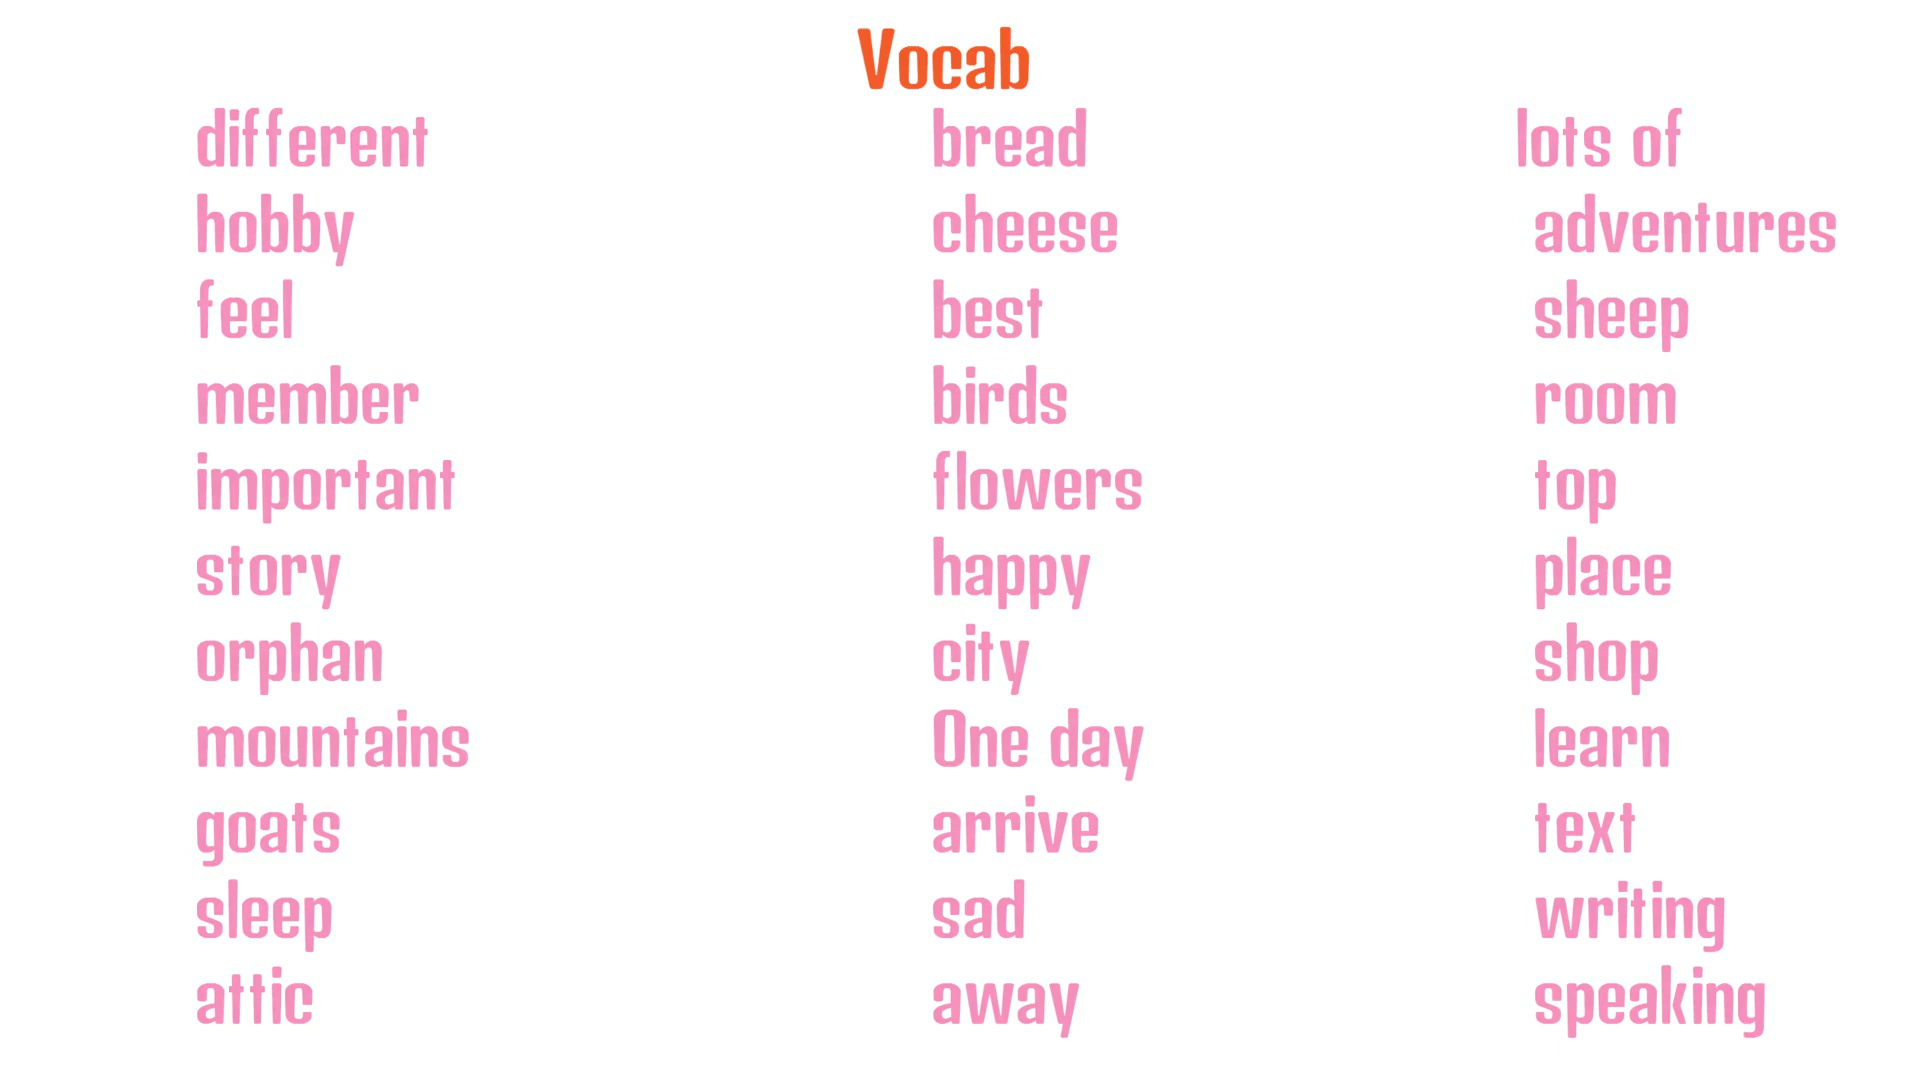 Vocab
different
hobby
feel
member
important
story
orphan
mountains
goats
sleep
attic
bread
cheese
best
birds
flowers
happy
city
One day
arrive
sad
away
lots of
adventures
sheep
room
top
place
shop
learn
text
writing
speaking